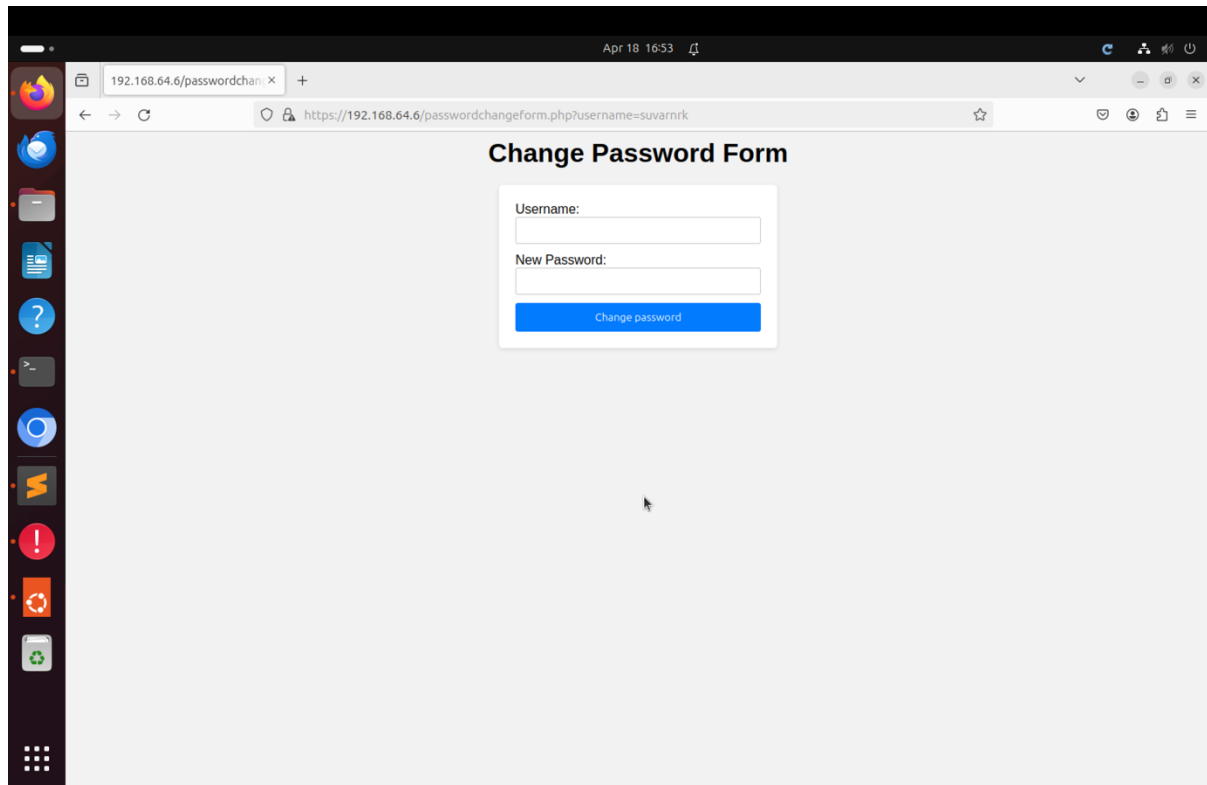 Apr 18 16:53
192.168.64.6/passwordchang
https://192.168.64.6/passwordchangeform.php?username=suvarnrk
Change Password Form
Username:
New Password:
Change password